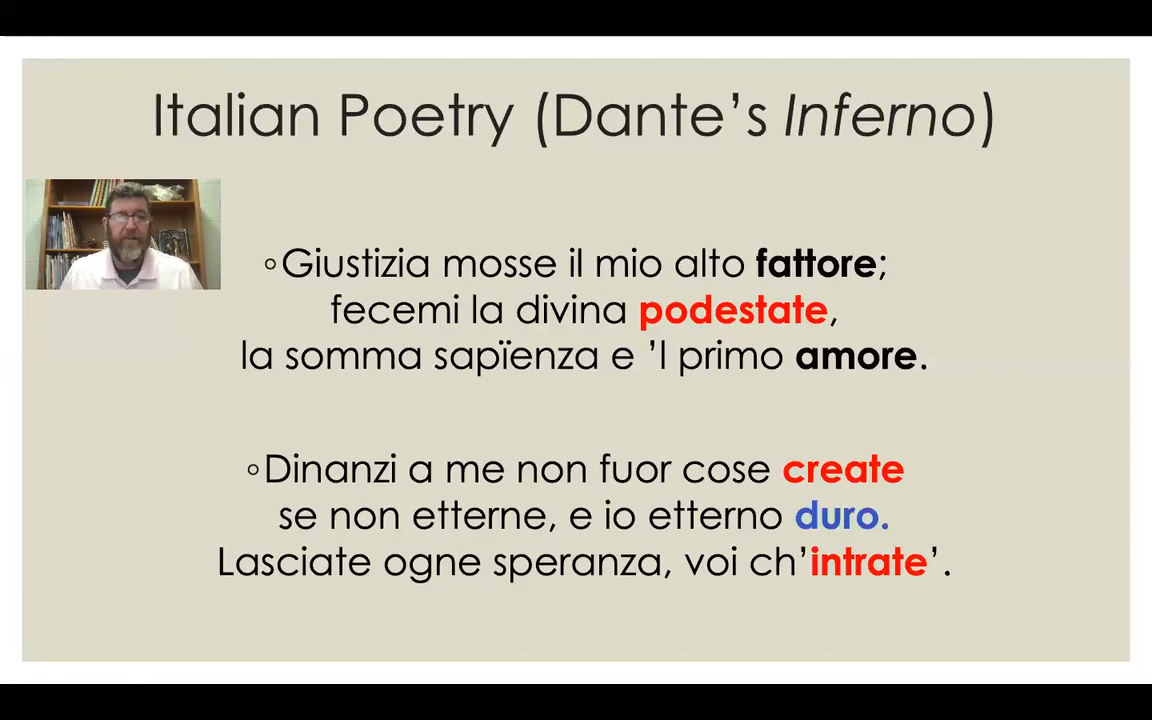 Italian Poetry (Dante’s Inferno)
◦Giustizia mosse il mio alto fattore;
fecemi la divina podestate,
la somma sapïenza e ’l primo amore.
◦Dinanzi a me non fuor cose create
se non etterne, e io etterno duro.
Lasciate ogne speranza, voi ch’intrate’.